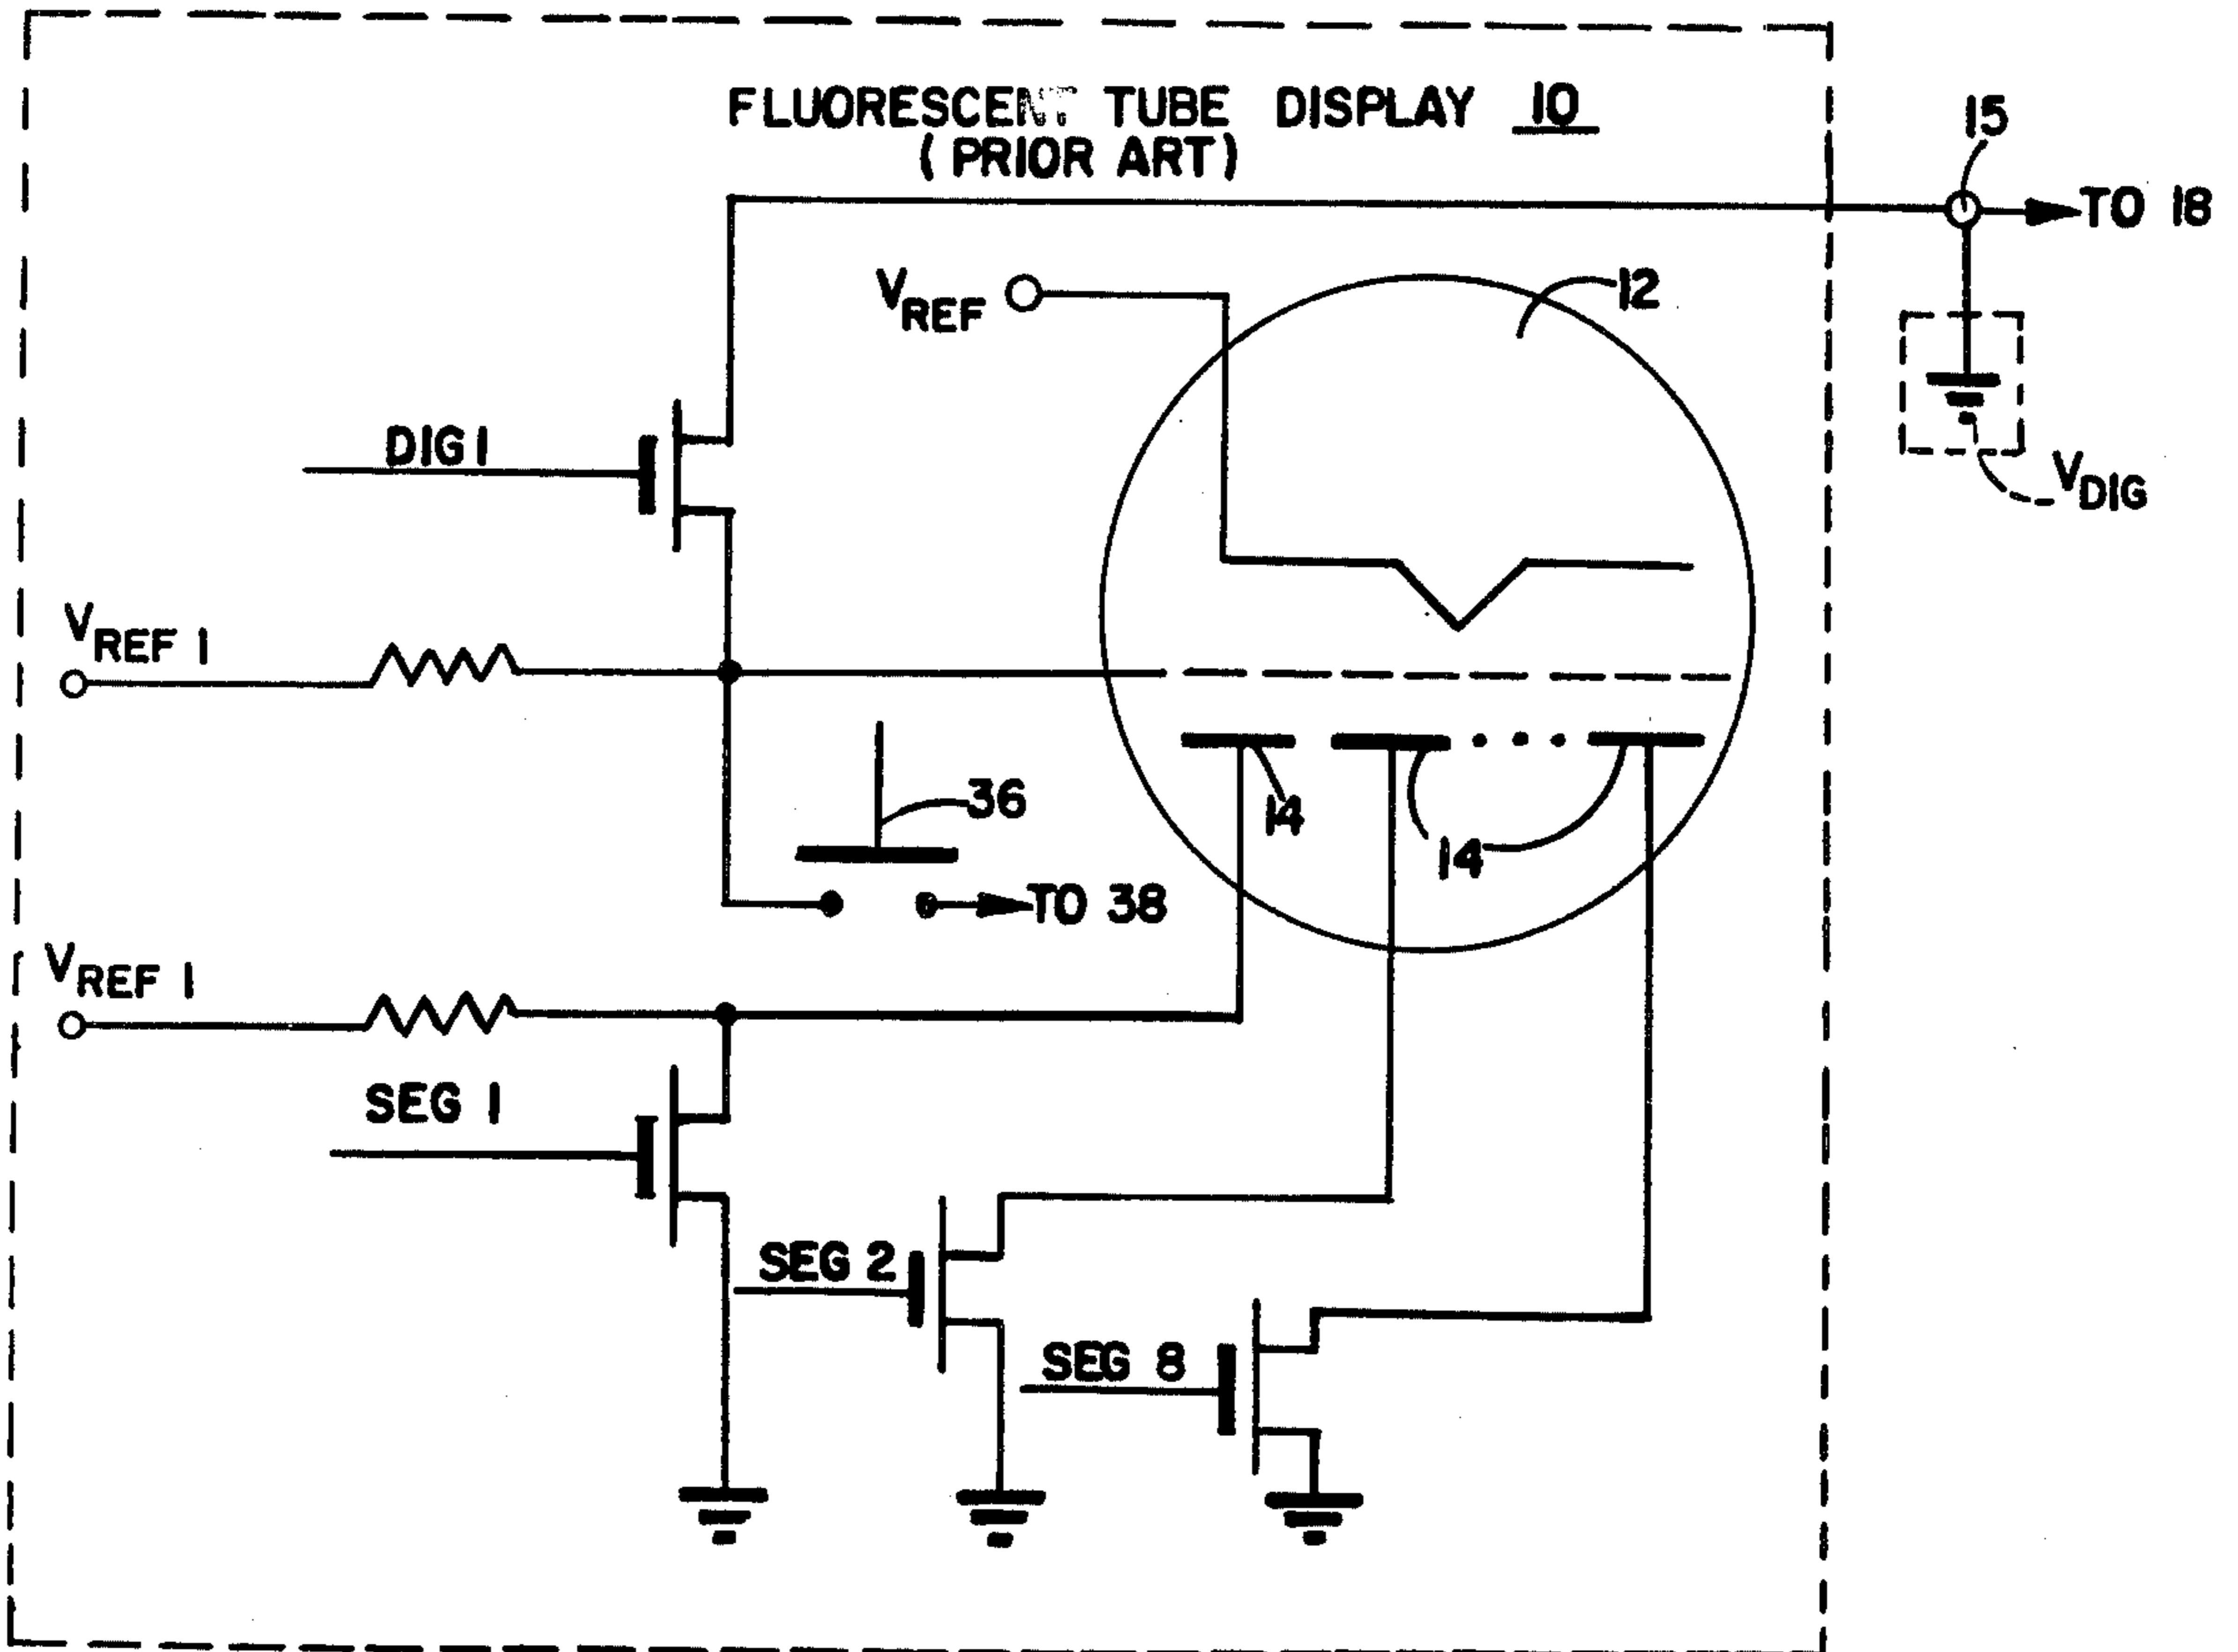 FLUORESCENT TUBE DISPLAY 10
(PRIOR ART)
15
TO 18
VREF
12
VDIG
DIG 1
VREF 1
36
14
14
TO 38
VREF 1
SEG 1
SEG 2
SEG 8